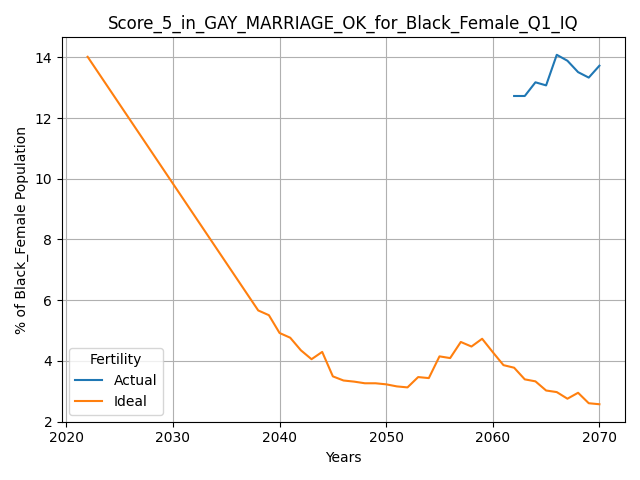 Score_5_in_GAY_MARRIAGE_OK_for_Black_Female_Q1_IQ
% of Black_Female Population
14
12
10
8
6
4
2
Fertility
Actual
Ideal
2020 2030 2040 2050 2060 2070
Years